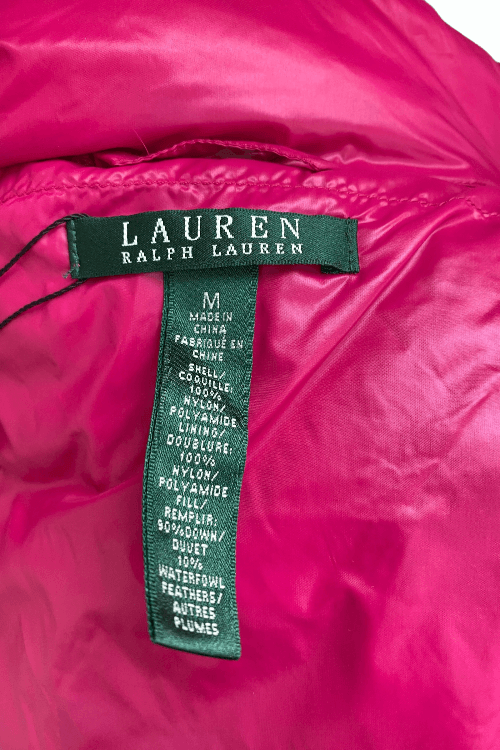 LAUREN
RALPH LAUREN
M
MADE IN
CHINA
FABRIQUÉ EN
CHINE
SHELL/
COQUILLE:
100%
NYLON/
POLYAMIDE
LINING/
DOUBLURE:
100%
NYLON/
POLYAMIDE
FILL/
REMPLIR:
90%DOWN/
DUVET
10%
WATERFOWL
FEATHERS/
AUTRES
PLUMES